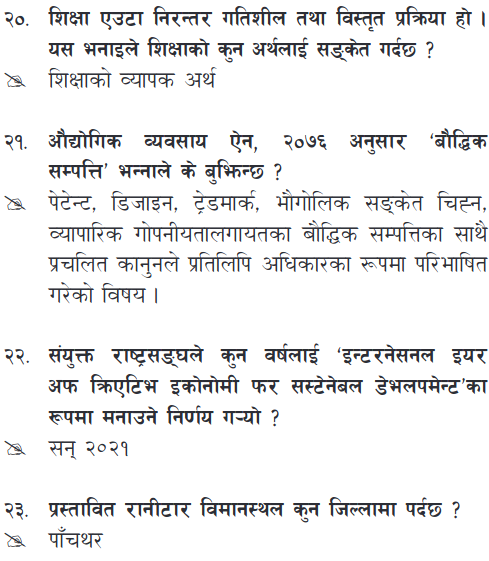 २०. शिक्षा एउटा निरन्तर गतिशील तथा विस्तृत प्रक्रिया हो ।
यस भनाइले शिक्षाको कुन अर्थलाई सङ्केत गर्दछ ?
शिक्षाको व्यापक अर्थ
२१. औद्योगिक व्यवसाय ऐन, २०७६ अनुसार ‘बौद्धिक
सम्पत्ति’ भन्नाले के बुझिन्छ ?
पेटेन्ट, डिजाइन, ट्रेडमार्क, भौगोलिक सङ्केत चिह्न,
व्यापारिक गोपनीयतालगायतका बौद्धिक सम्पत्तिका साथै
प्रचलित कानुनले प्रतिलिपि अधिकारका रूपमा परिभाषित
गरेको विषय ।
२२. संयुक्त राष्ट्रसङ्घले कुन वर्षलाई ‘इन्टरनेसनल इयर
अफ क्रिएटिभ इकोनोमी फर सस्टेनेबल डेभलपमेन्ट’का
रूपमा मनाउने निर्णय गऱ्यो ?
सन् २०२१
२३. प्रस्तावित रानीटार विमानस्थल कुन जिल्लामा पर्दछ ?
पाँचथर